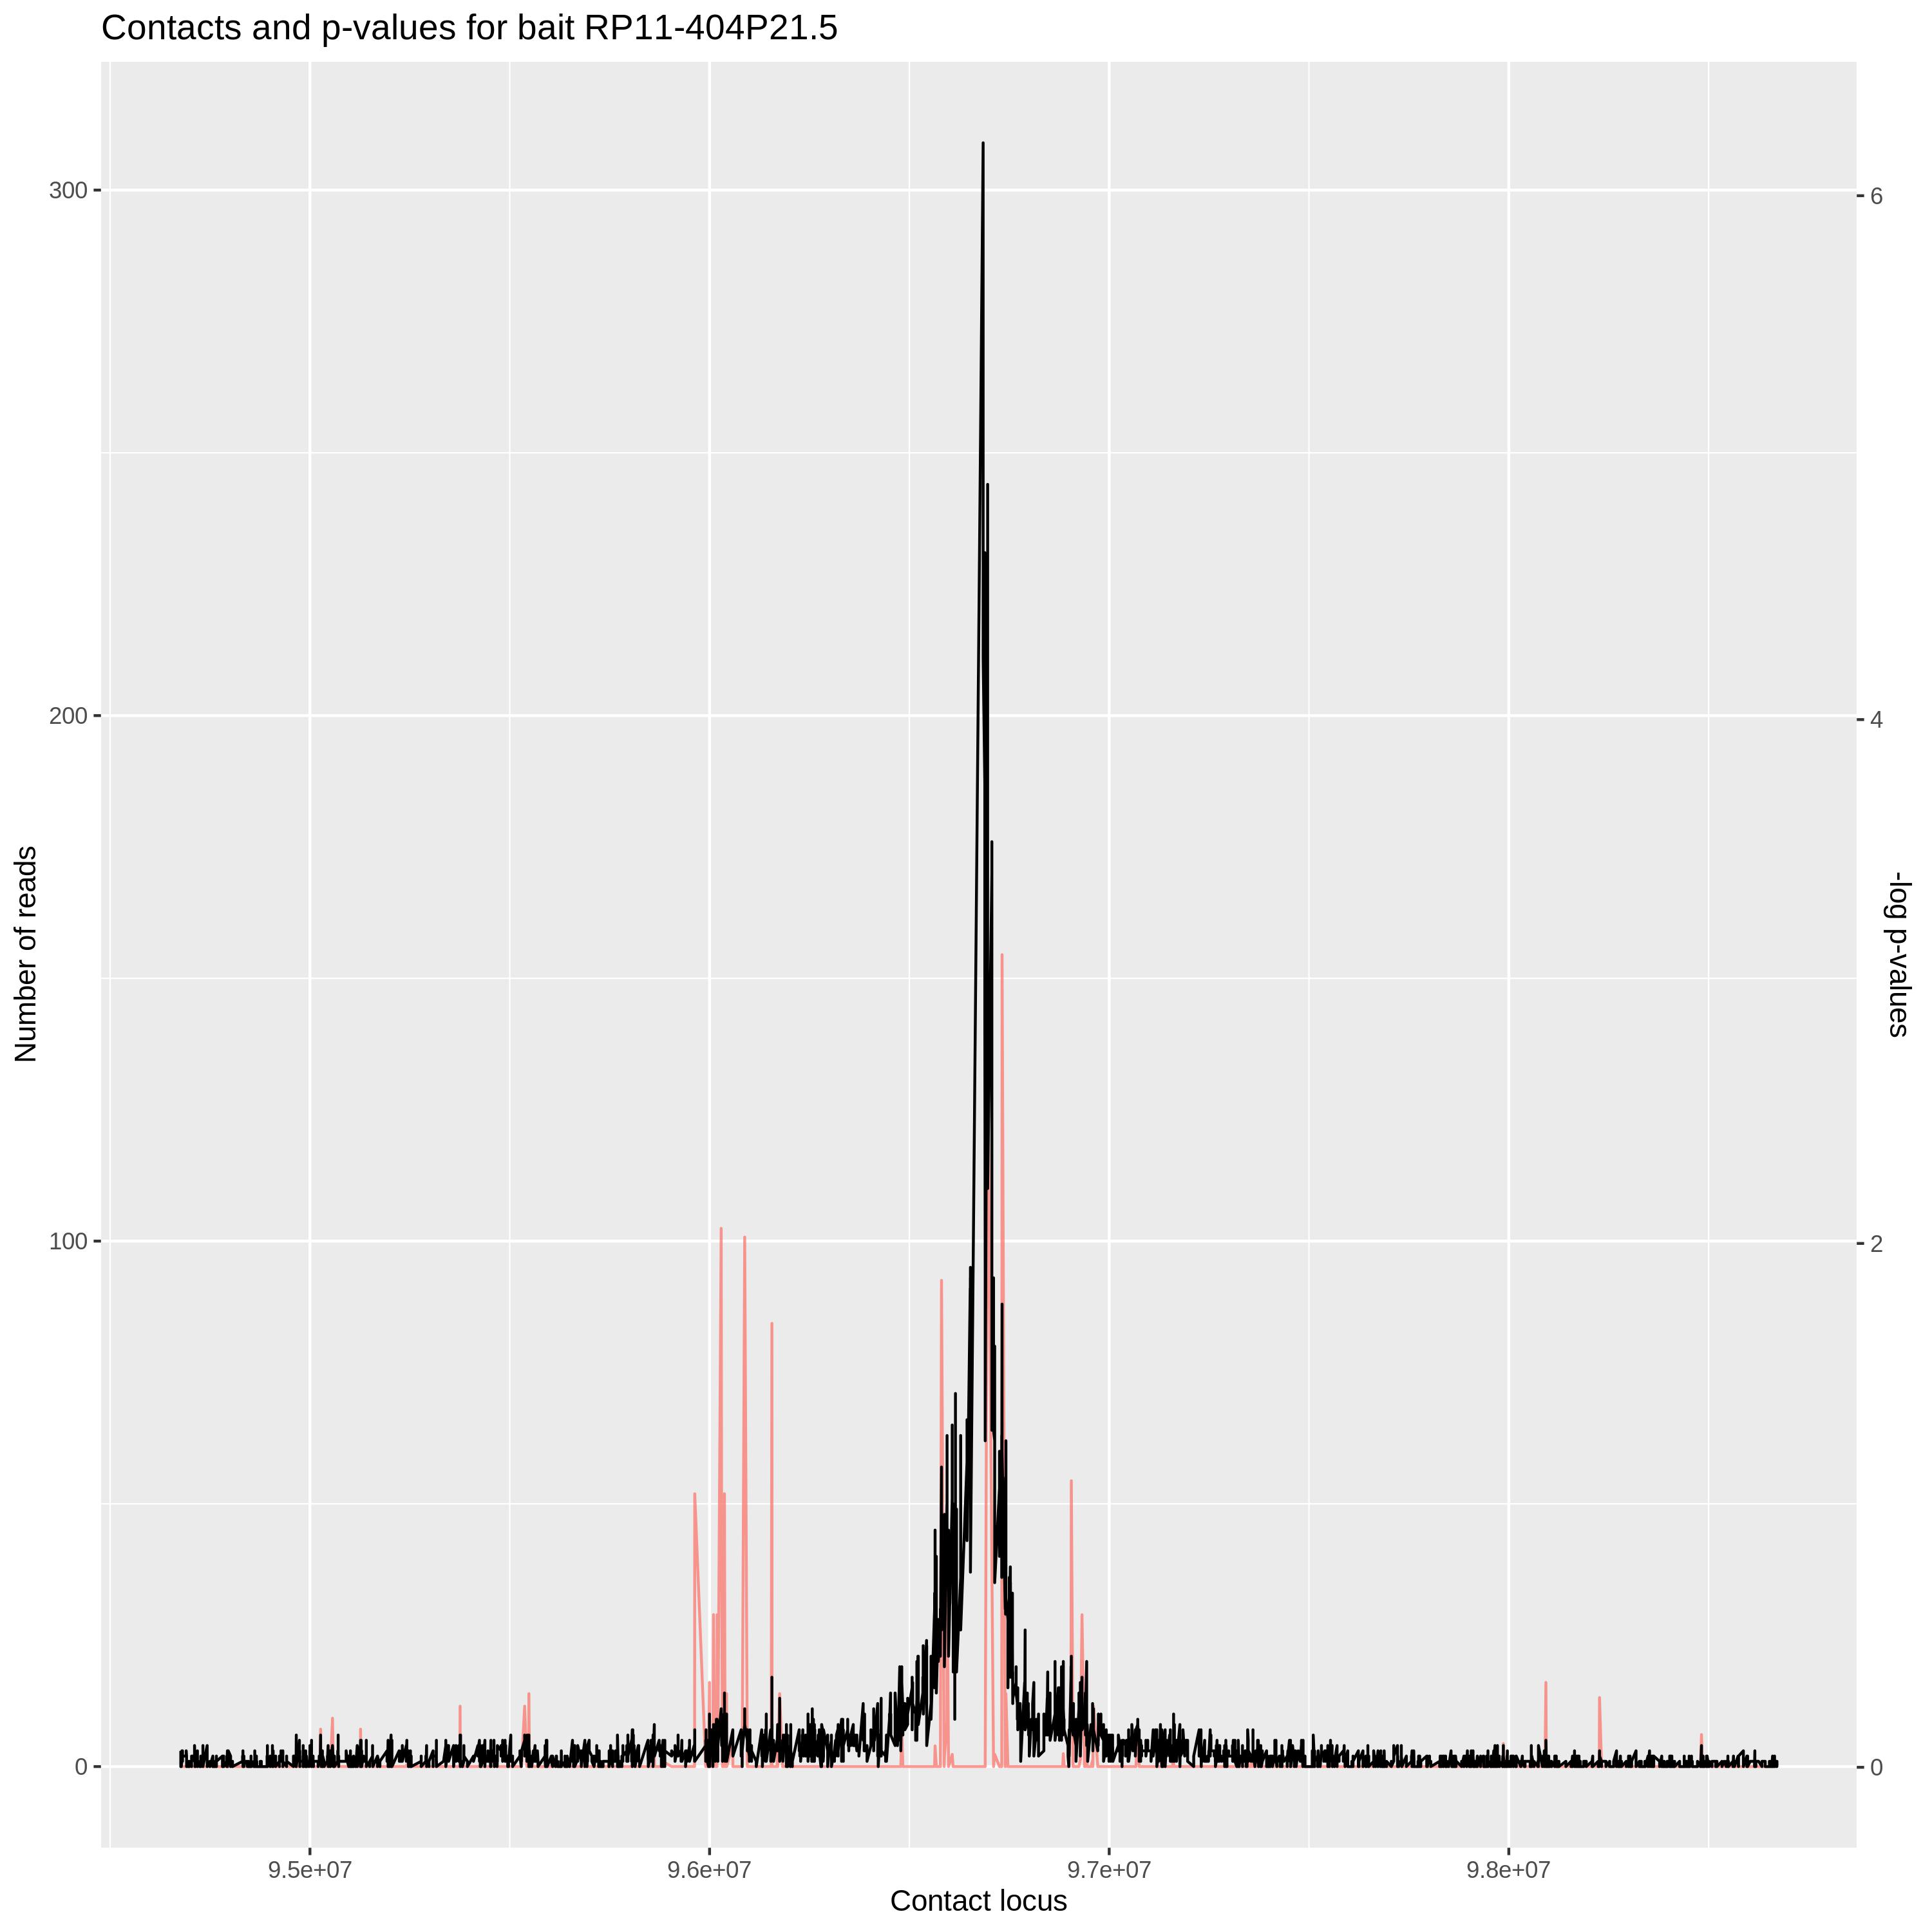 Contacts and p-values for bait RP11-404P21.5
300
200
100
0
6
4
2
0
Number of reads
-log p-values
9.5e+07 9.6e+07 9.7e+07 9.8e+07
Contact locus